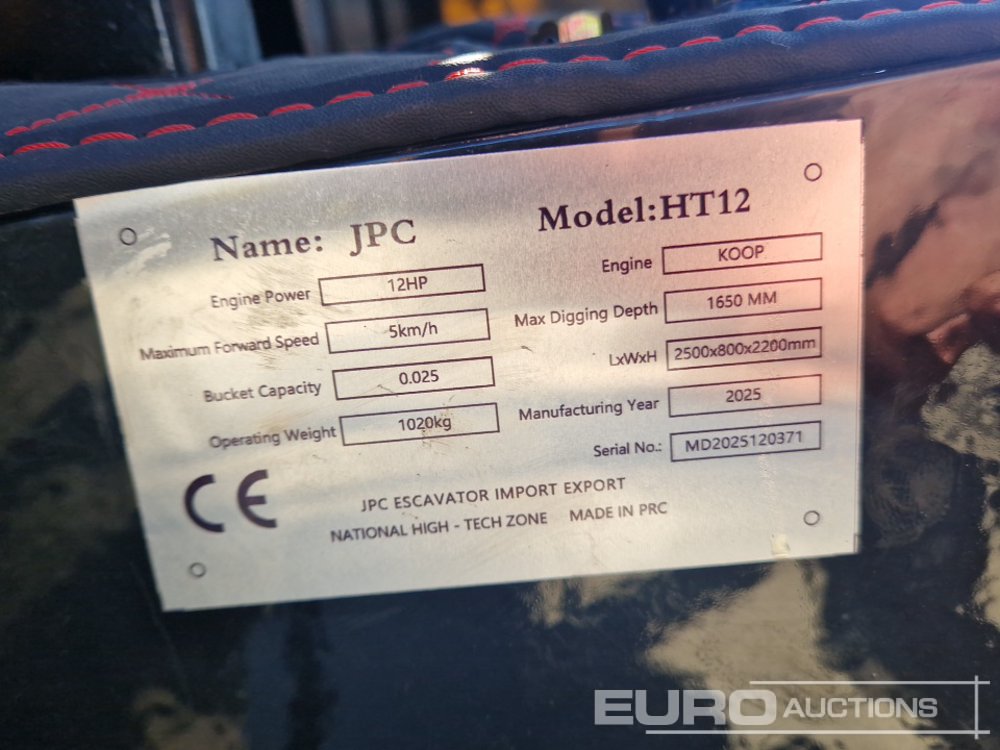 Name: JPC
Model:HT12
Engine Power 12HP
Maximum Forward Speed 5km/h
Bucket Capacity 0.025
Operating Weight 1020kg
Engine KOOP
Max Digging Depth 1650 MM
LxWxH 2500x800x2200mm
Manufacturing Year 2025
Serial No.: MD2025120371
CE
JPC ESCAVATOR IMPORT EXPORT
NATIONAL HIGH - TECH ZONE MADE IN PRC
EURO AUCTIONS